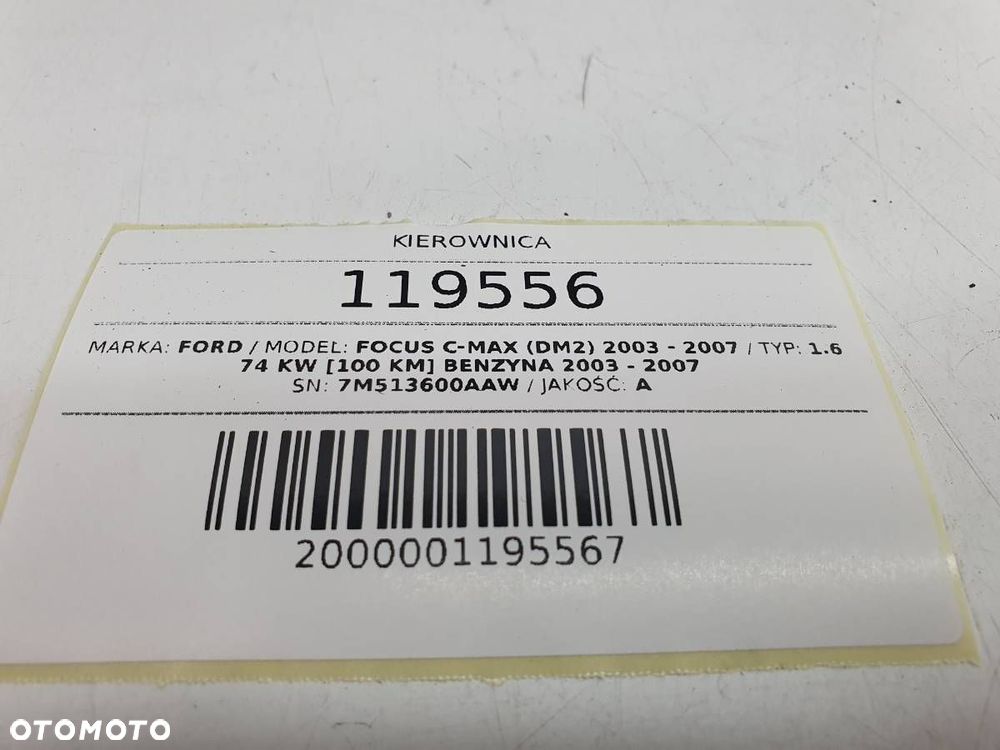 KIEROWNICA
119556
MARKA: FORD / MODEL: FOCUS C-MAX (DM2) 2003 - 2007 / TYP: 1.6
74 KW [100 KM] BENZYNA 2003 - 2007
SN: 7M513600AAW / JAKOŚĆ: A
2000001195567
OTOMOTO